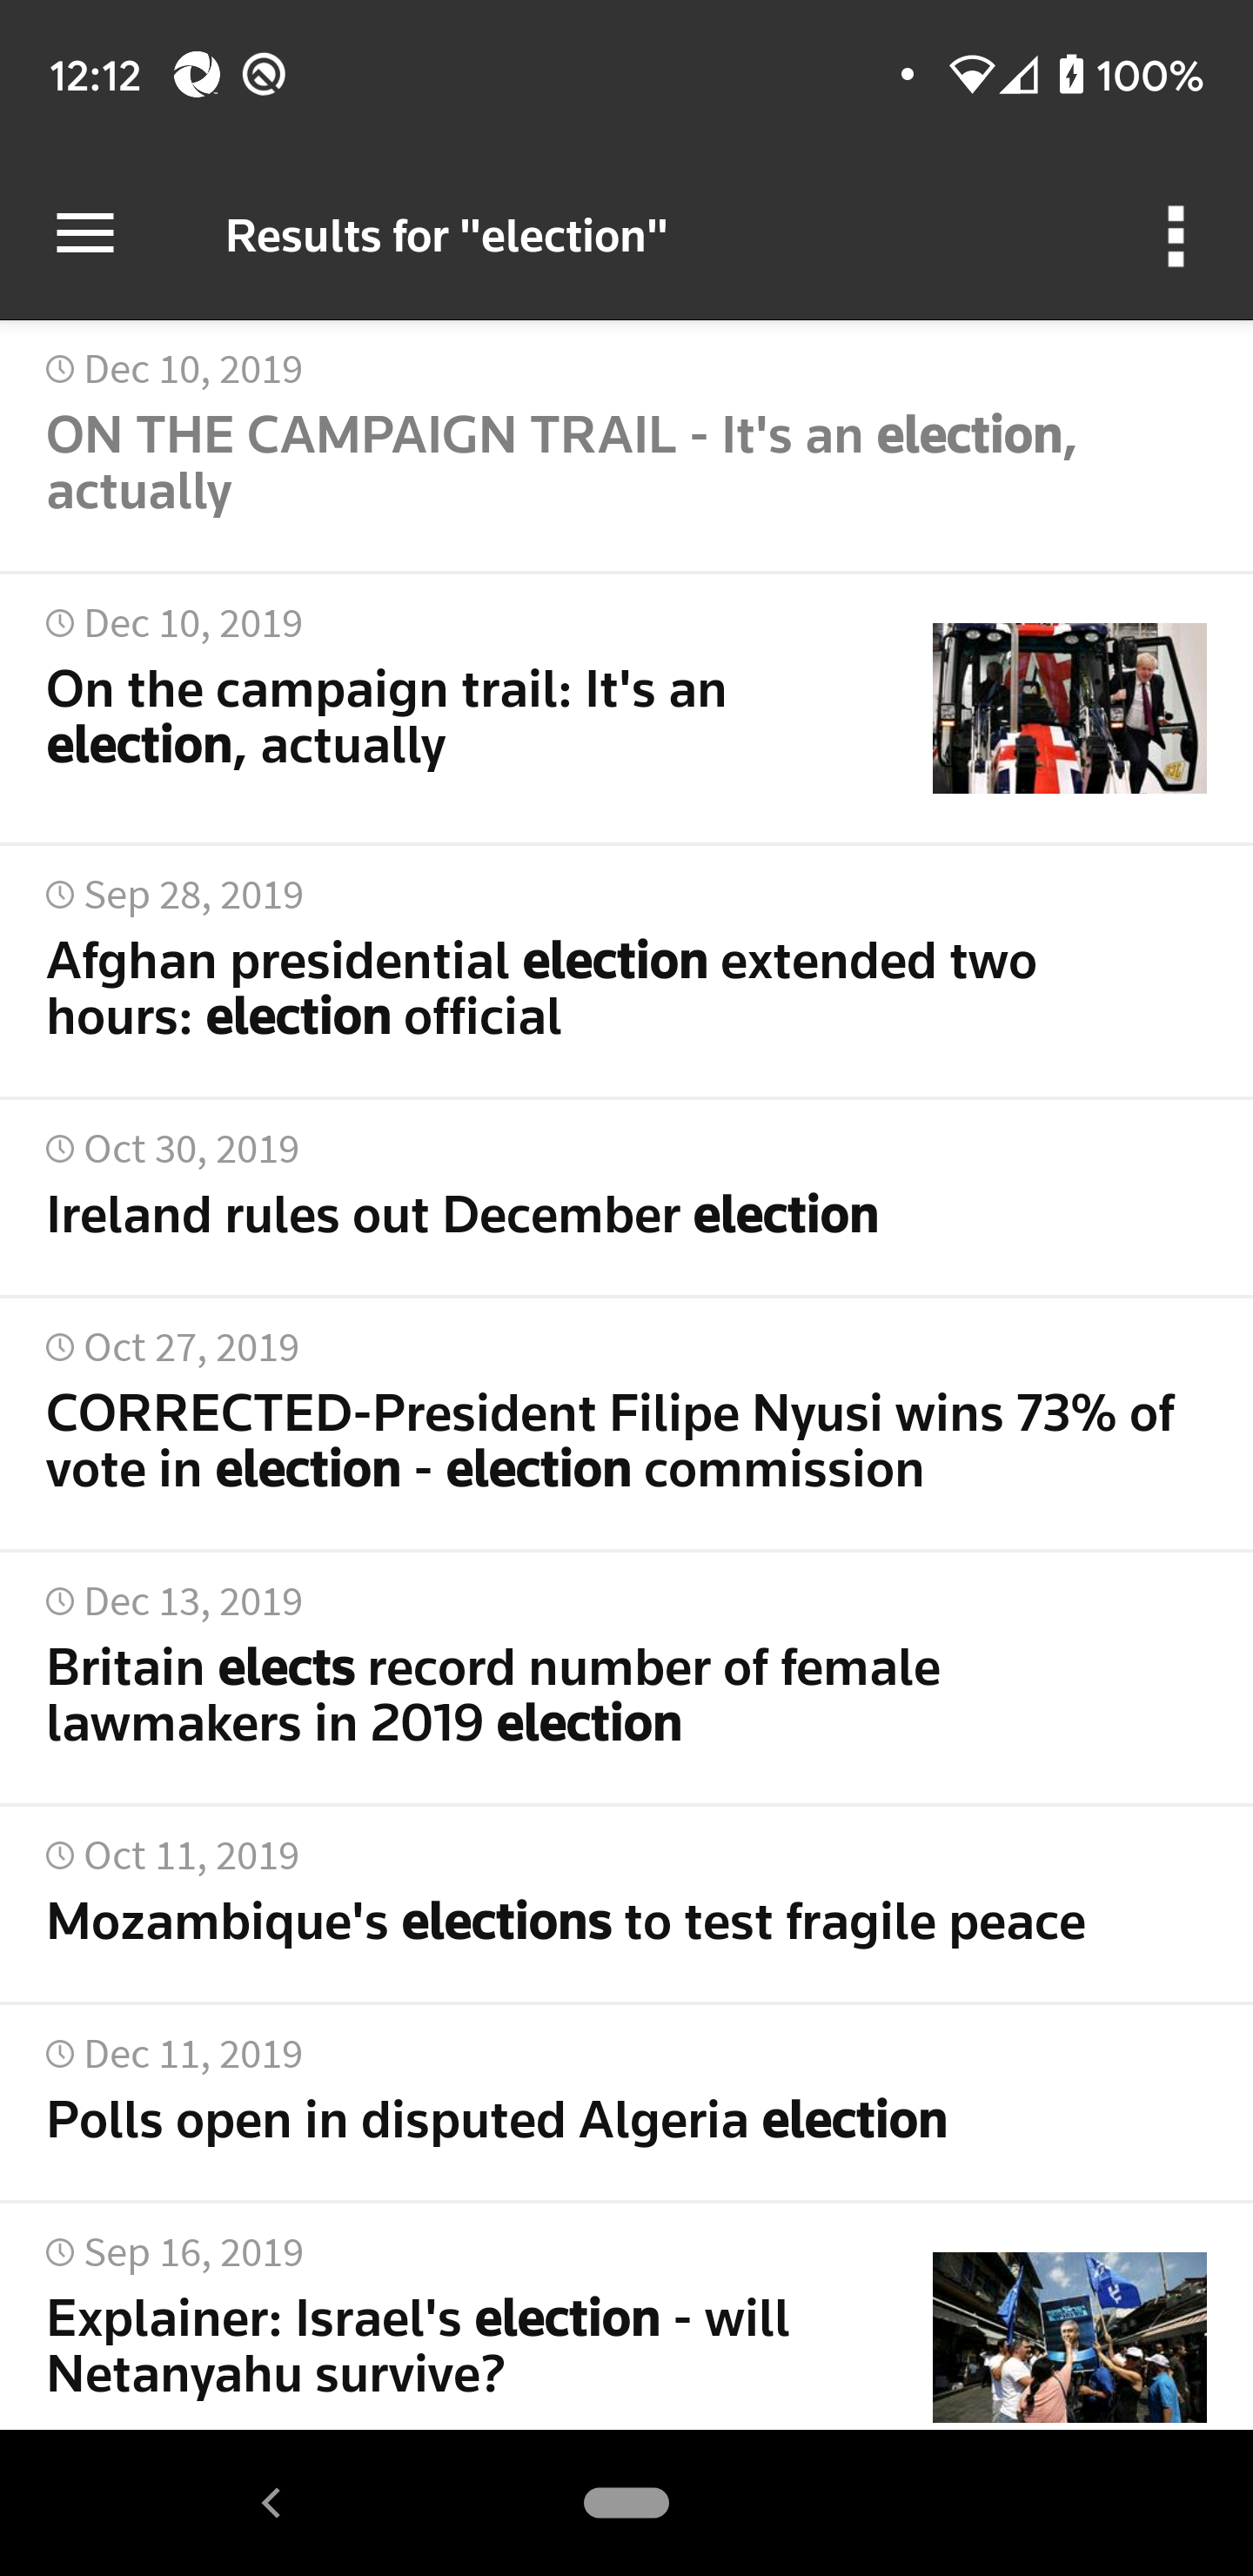 12:12
100%
Results for "election"
Dec 10, 2019
ON THE CAMPAIGN TRAIL - It's an election,
actually
Dec 10, 2019
On the campaign trail: It's an
election, actually
Sep 28, 2019
Afghan presidential election extended two
hours: election official
Oct 30, 2019
Ireland rules out December election
Oct 27, 2019
CORRECTED-President Filipe Nyusi wins 73% of
vote in election - election commission
Dec 13, 2019
Britain elects record number of female
lawmakers in 2019 election
Oct 11, 2019
Mozambique's elections to test fragile peace
Dec 11, 2019
Polls open in disputed Algeria election
Sep 16, 2019
Explainer: Israel's election - will
Netanyahu survive?